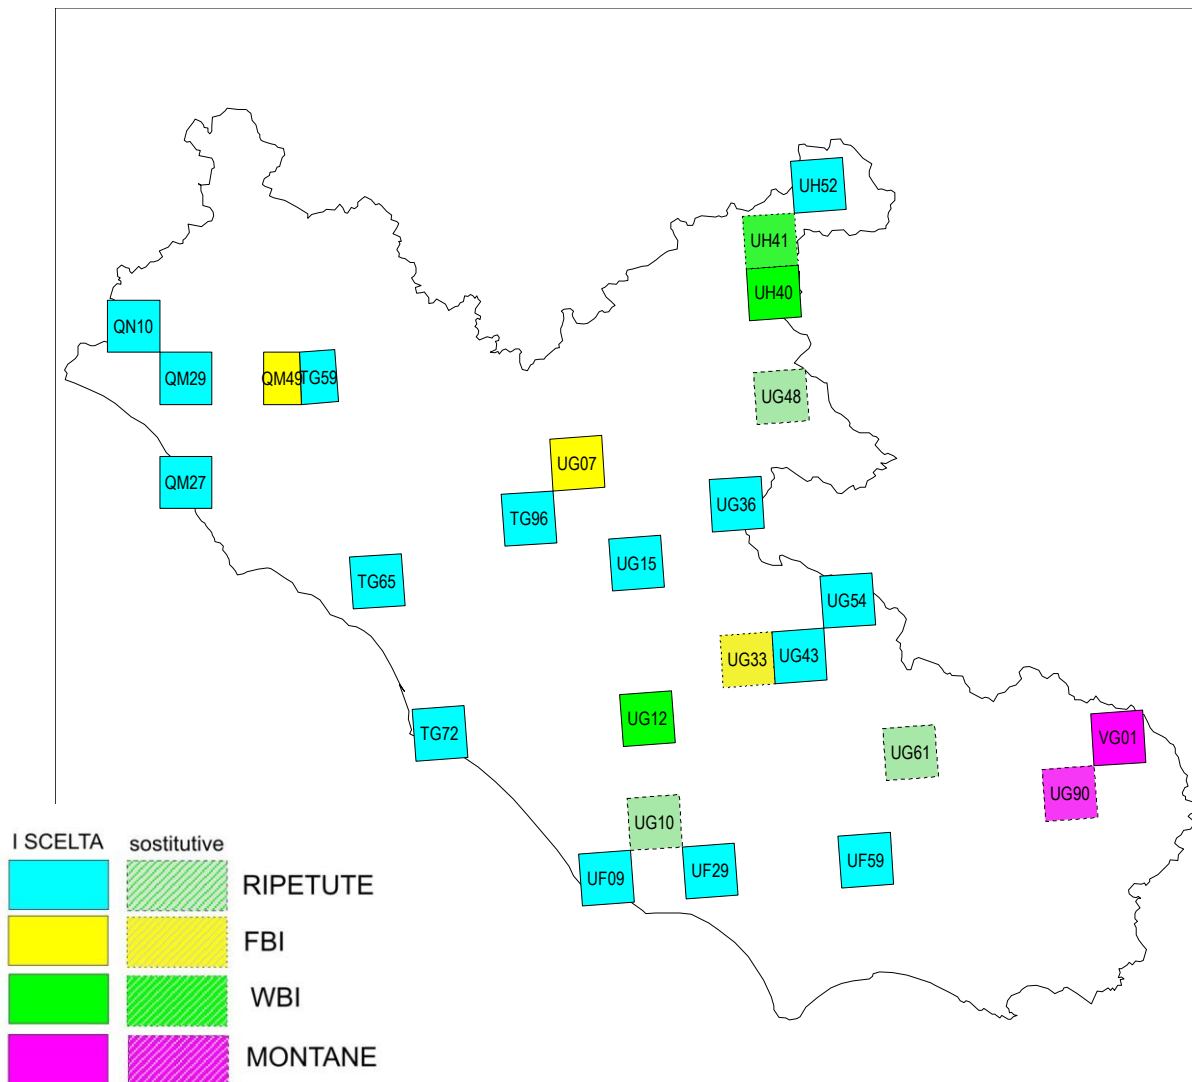 UH52
UH41
UH40
QN10
QM29
QM49
TG59
UG48
UG07
QM27
UG36
TG96
UG15
TG65
UG54
UG33
UG43
UG12
TG72
VG01
UG61
UG90
UG10
UF09
UF29
UF59
I SCELTA sostitutive
RIPETUTE
FBI
WBI
MONTANE